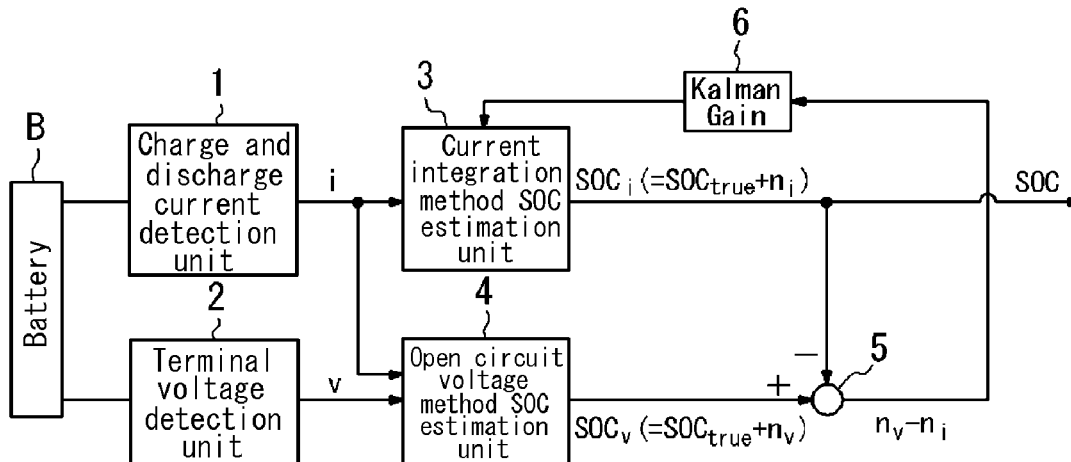 B
Battery
1
Charge and
discharge
current
detection
unit
i
2
Terminal
voltage
detection
unit
v
3
Current
integration
method SOC
estimation
unit
SOCi (=SOCtrue+ni)
4
Open circuit
voltage
method SOC
estimation
unit
SOCv (=SOCtrue+nv)
6
Kalman
Gain
SOC
−
+
5
nv−ni